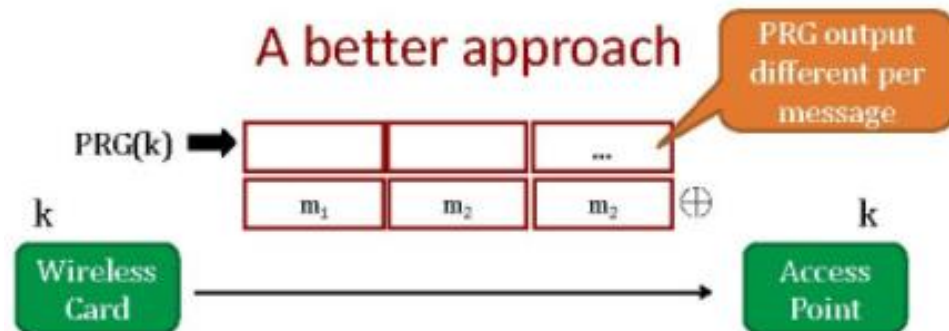 A better approach
PRG output
different per
message
PRG(k)
...
m₁ m₂ m₂ ⊕
k k
Wireless
Card
Access
Point